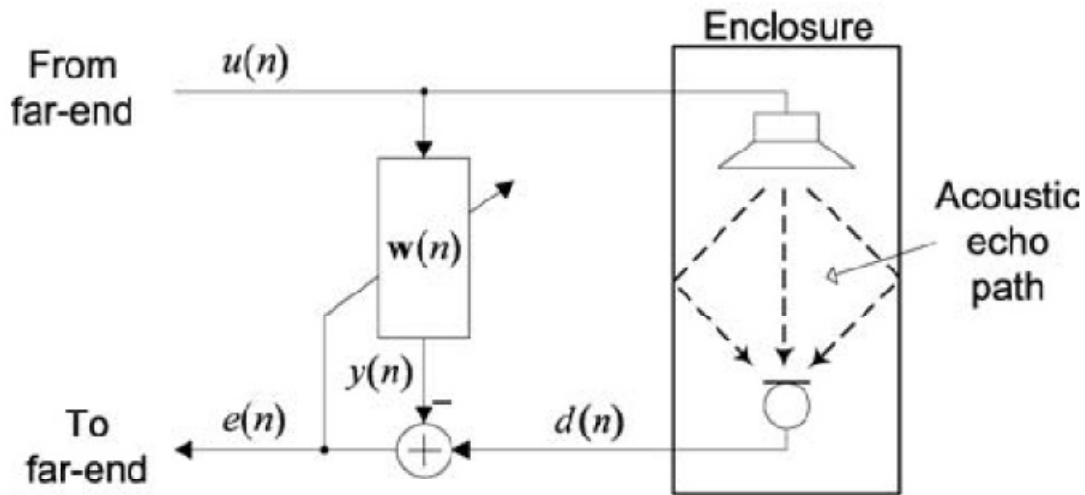 Enclosure
From
far-end
u(n)
w(n)
Acoustic
echo
path
y(n)
−
To
far-end
e(n)
+
d(n)